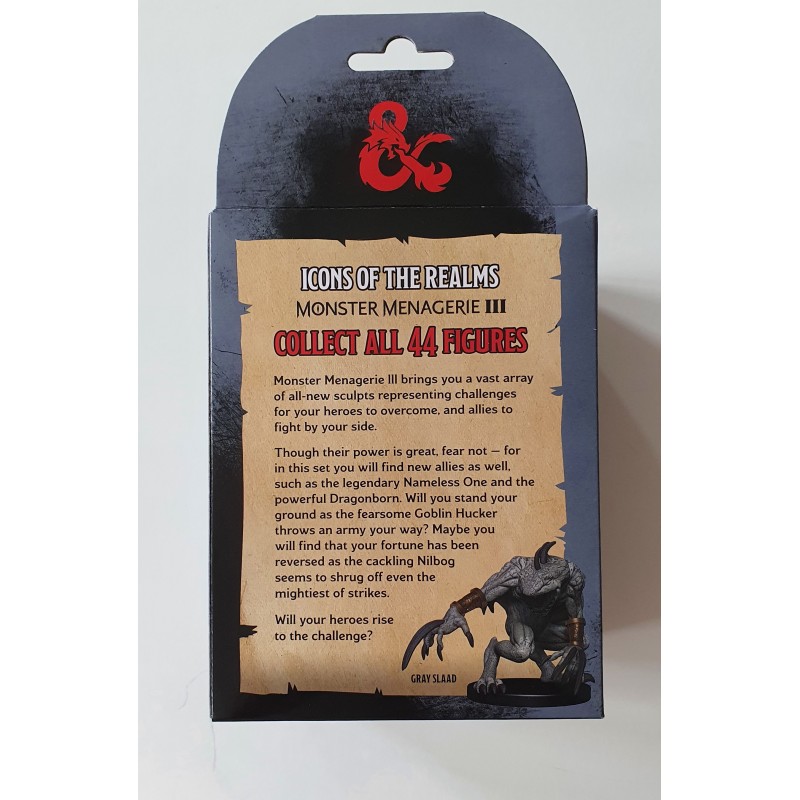 ICONS OF THE REALMS
MONSTER MENAGERIE III
COLLECT ALL 44 FIGURES
Monster Menagerie III brings you a vast array
of all-new sculpts representing challenges
for your heroes to overcome, and allies to
fight by your side.
Though their power is great, fear not – for
in this set you will find new allies as well,
such as the legendary Nameless One and the
powerful Dragonborn. Will you stand your
ground as the fearsome Goblin Hucker
throws an army your way? Maybe you
will find that your fortune has been
reversed as the cackling Nilbog
seems to shrug off even the
mightiest of strikes.
Will your heroes rise
to the challenge?
GRAY SLAAD